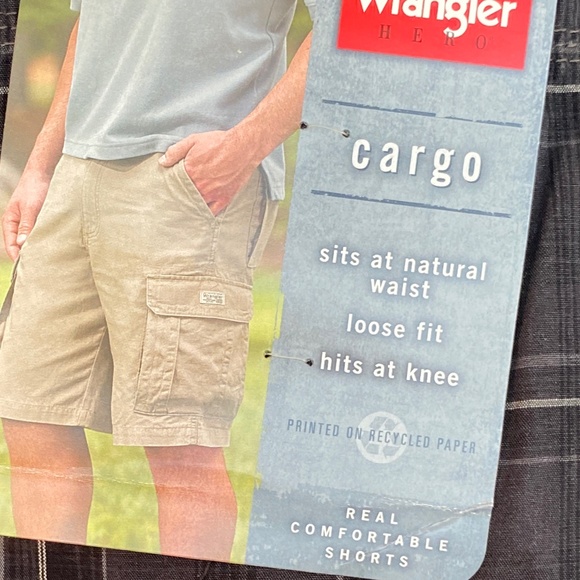 Wrangler
HERO
cargo
sits at natural
waist
loose fit
hits at knee
PRINTED ON RECYCLED PAPER
REAL
COMFORTABLE
SHORTS
Wrangler